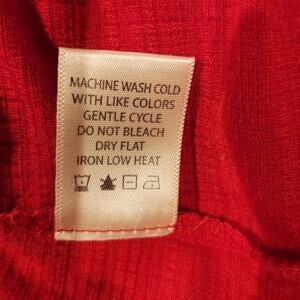 MACHINE WASH COLD
WITH LIKE COLORS
GENTLE CYCLE
DO NOT BLEACH
DRY FLAT
IRON LOW HEAT